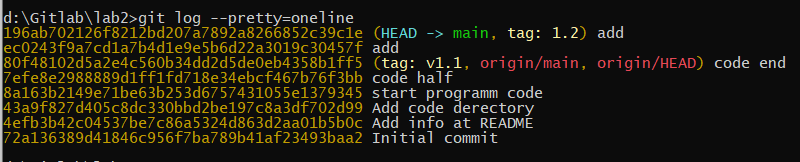 d:\Gitlab\lab2>git log --pretty=oneline
196ab702126f8212bd207a7892a8266852c39c1e (HEAD -> main, tag: 1.2) add
ec0243f9a7cd1a7b4d1e9e5b6d22a3019c30457f add
80f48102d5a2e4c560b34dd2d5de0eb4358b1ff5 (tag: v1.1, origin/main, origin/HEAD) code end
7efe8e2988889d1ff1fd718e34ebcf467b76f3bb code half
8a163b2149e71be63b253d6757431055e1379345 start programm code
43a9f827d405c8dc330bbd2be197c8a3df702d99 Add code derectory
4efb3b42c04537be7c86a5324d863d2aa01b5b0c Add info at README
72a136389d41846c956f7ba789b41af23493baa2 Initial commit